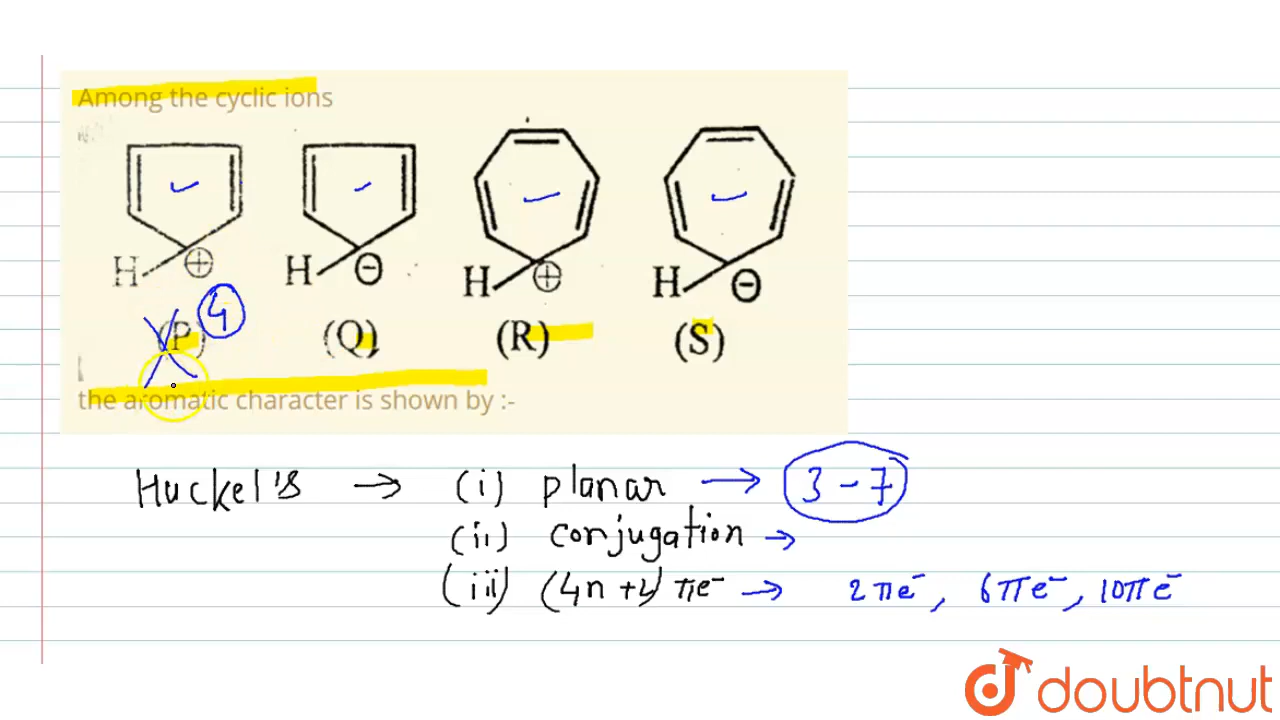 Among the cyclic ions
H ⊕ H ⊖ H ⊕ H ⊖
(P) 4 (Q) (R) (S)
the aromatic character is shown by :-
Huckel's → (i) planar → 3 - 7
(ii) conjugation →
(iii) (4n + 2) πe⁻ → 2πe⁻, 6πe⁻, 10πe⁻
doubtnut